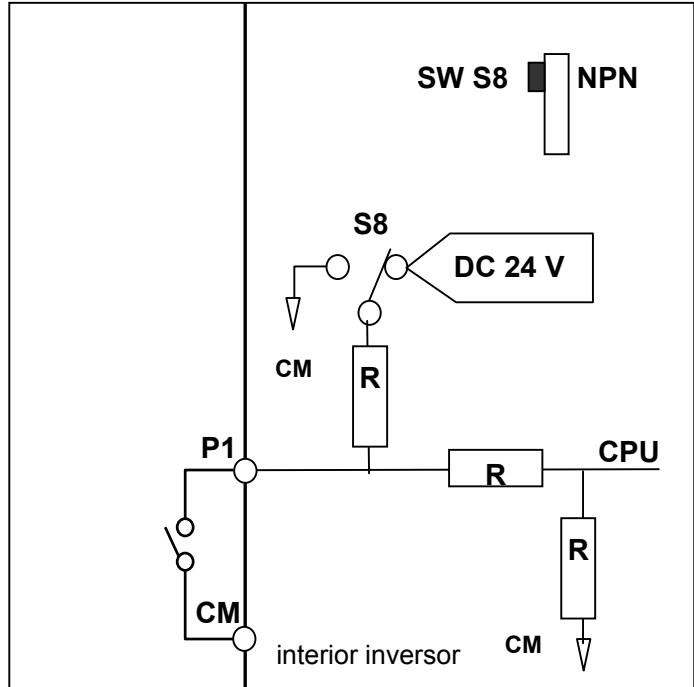 SW S8 NPN
S8
DC 24 V
CM
R
P1
R
CPU
R
CM
CM
interior inversor